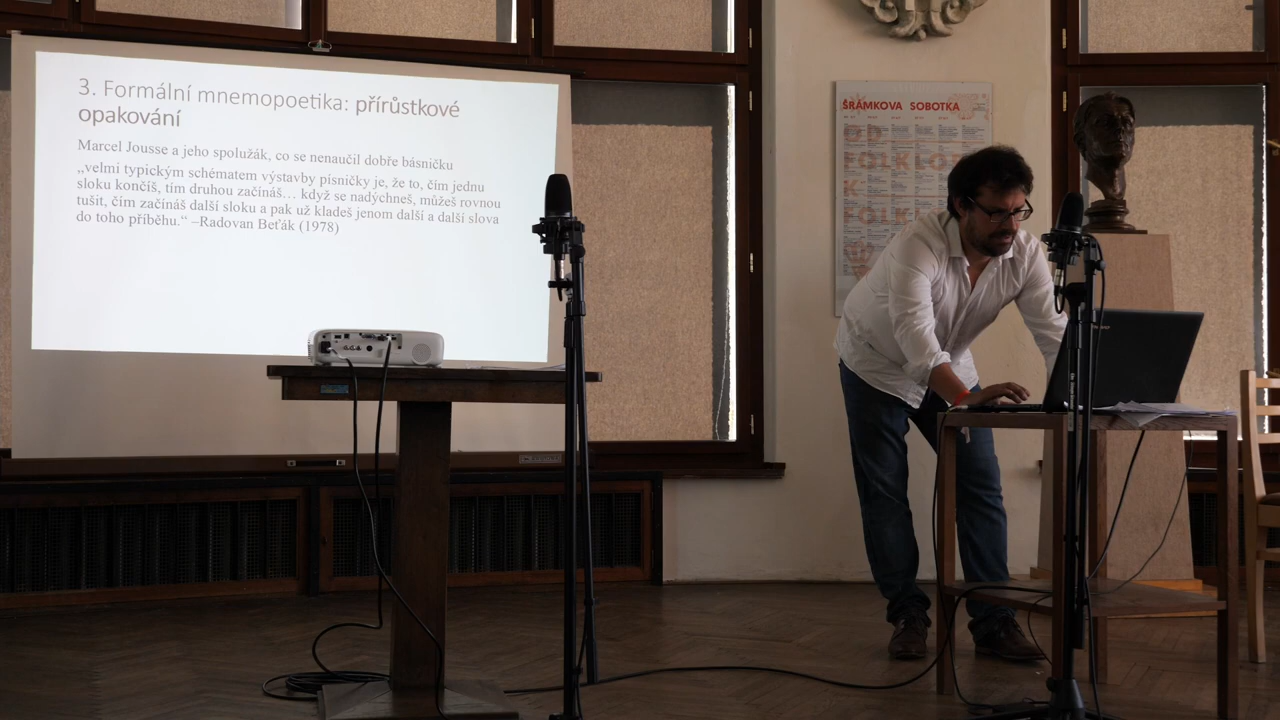 3. Formální mnemopoetika: přírůstkové
opakování
Marcel Jousse a jeho spolužák, co se nenaučil dobře básničku
„velmi typickým schématem výstavby písničky je, že to, čím jednu
sloku končíš, tím druhou začínáš… když se nadýchneš, můžeš rovnou
tušit, čím začínáš další sloku a pak už kladeš jenom další a další slova
do toho příběhu.“ –Radovan Beťák (1978)
ŠRÁMKOVA SOBOTKA